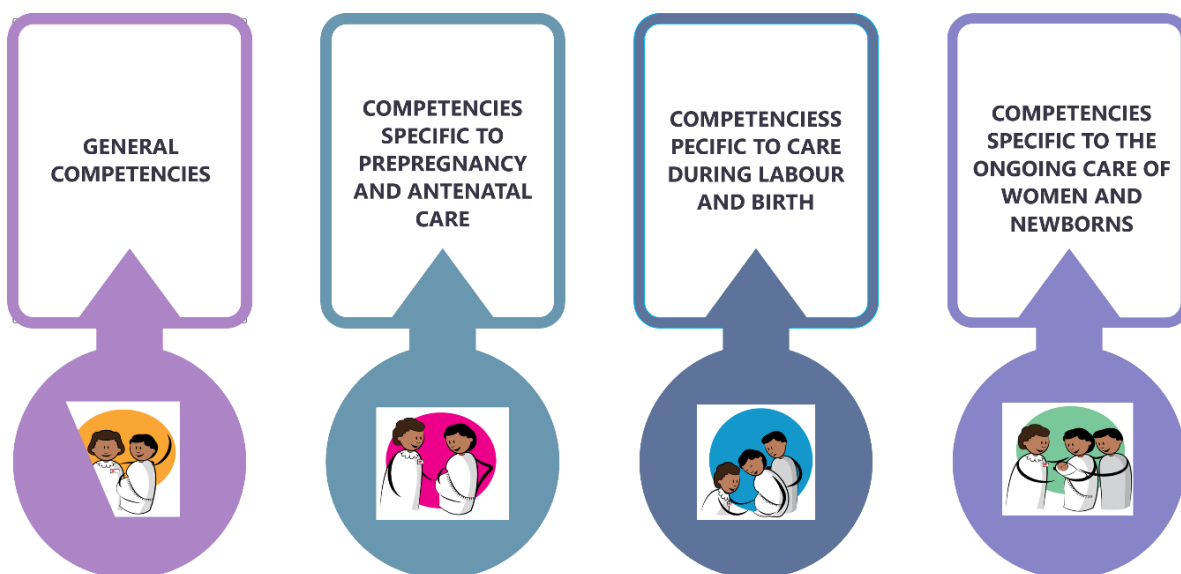 GENERAL
COMPETENCIES
COMPETENCIES
SPECIFIC TO
PREPREGNANCY
AND ANTENATAL
CARE
COMPETENCIESS
PECIFIC TO CARE
DURING LABOUR
AND BIRTH
COMPETENCIES
SPECIFIC TO THE
ONGOING CARE OF
WOMEN AND
NEWBORNS